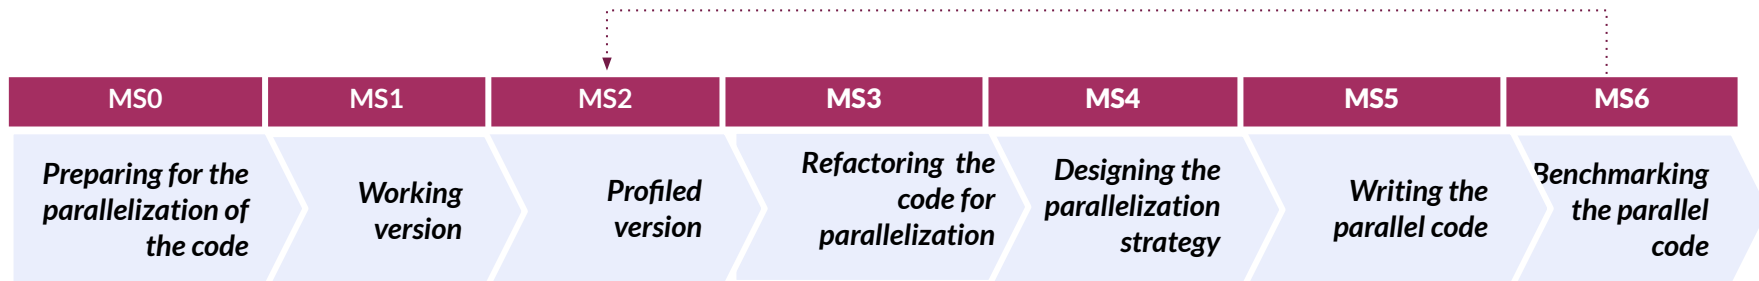 MS0
MS1
MS2
MS3
MS4
MS5
MS6
Preparing for the
parallelization of
the code
Working
version
Profiled
version
Refactoring the
code for
parallelization
Designing the
parallelization
strategy
Writing the
parallel code
Benchmarking
the parallel
code